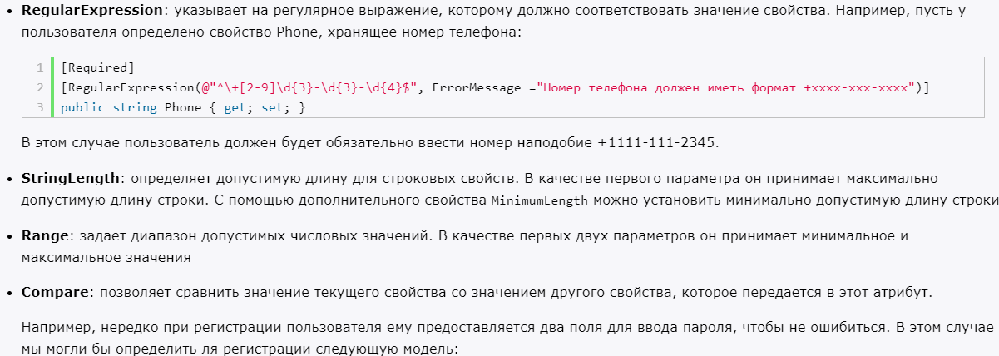 RegularExpression: указывает на регулярное выражение, которому должно соответствовать значение свойства. Например, пусть у
пользователя определено свойство Phone, хранящее номер телефона:
1 [Required]
2 [RegularExpression(@"^\+[2-9]\d{3}-\d{3}-\d{4}$", ErrorMessage ="Номер телефона должен иметь формат +xxxx-xxx-xxxx")]
3 public string Phone { get; set; }
В этом случае пользователь должен будет обязательно ввести номер наподобие +1111-111-2345.
StringLength: определяет допустимую длину для строковых свойств. В качестве первого параметра он принимает максимально
допустимую длину строки. С помощью дополнительного свойства MinimumLength можно установить минимально допустимую длину строки
Range: задает диапазон допустимых числовых значений. В качестве первых двух параметров он принимает минимальное и
максимальное значения
Compare: позволяет сравнить значение текущего свойства со значением другого свойства, которое передается в этот атрибут.
Например, нередко при регистрации пользователя ему предоставляется два поля для ввода пароля, чтобы не ошибиться. В этом случае
мы могли бы определить ля регистрации следующую модель: